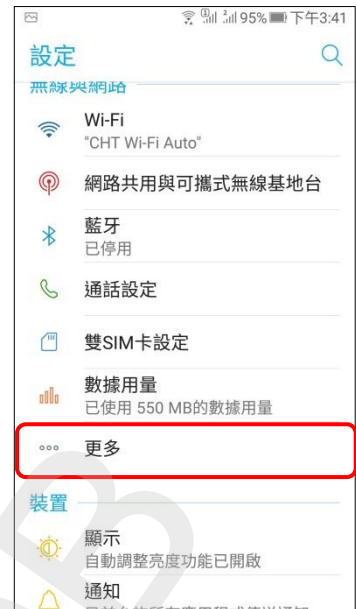 95% 下午3:41
設定
無線與網路
Wi-Fi
"CHT Wi-Fi Auto"
網路共用與可攜式無線基地台
藍牙
已停用
通話設定
雙SIM卡設定
數據用量
已使用 550 MB的數據用量
更多
裝置
顯示
自動調整亮度功能已開啟
通知